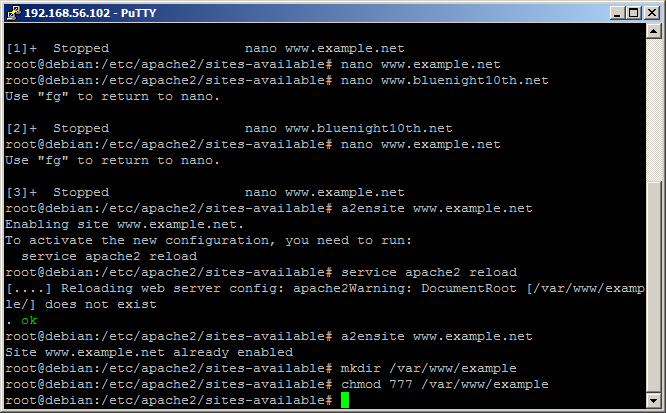 192.168.56.102 - PuTTY
[1]+  Stopped                 nano www.example.net
root@debian:/etc/apache2/sites-available# nano www.example.net
root@debian:/etc/apache2/sites-available# nano www.bluenight10th.net
Use "fg" to return to nano.
[2]+  Stopped                 nano www.bluenight10th.net
root@debian:/etc/apache2/sites-available# nano www.example.net
Use "fg" to return to nano.
[3]+  Stopped                 nano www.example.net
root@debian:/etc/apache2/sites-available# a2ensite www.example.net
Enabling site www.example.net.
To activate the new configuration, you need to run:
  service apache2 reload
root@debian:/etc/apache2/sites-available# service apache2 reload
[....] Reloading web server config: apache2Warning: DocumentRoot [/var/www/examp
le/] does not exist
. ok
root@debian:/etc/apache2/sites-available# a2ensite www.example.net
Site www.example.net already enabled
root@debian:/etc/apache2/sites-available# mkdir /var/www/example
root@debian:/etc/apache2/sites-available# chmod 777 /var/www/example
root@debian:/etc/apache2/sites-available#